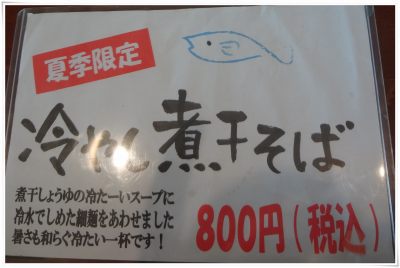 夏季限定
冷やし煮干そば
煮干しょうゆの冷たーいスープに
冷水でしめた細麺をあわせました
暑さも和らぐ冷たい一杯です！
800円(税込)